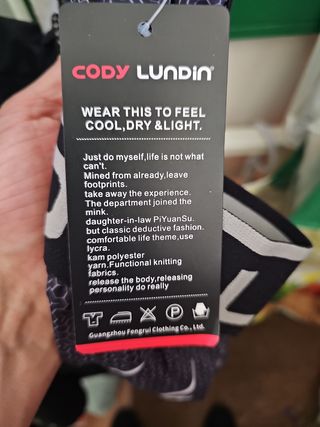 CODY LUNDIN®
WEAR THIS TO FEEL
COOL,DRY &LIGHT.
Just do myself,life is not what
can't.
Mined from already,leave
footprints.
take away the experience.
The department joined the
mink.
daughter-in-law PiYuanSu.
but classic deductive fashion.
comfortable life theme,use
lycra.
kam polyester
yarn.Functional knitting
fabrics.
release the body,releasing
personality do really
P
Guangzhou Fengrui Clothing Co., Ltd.